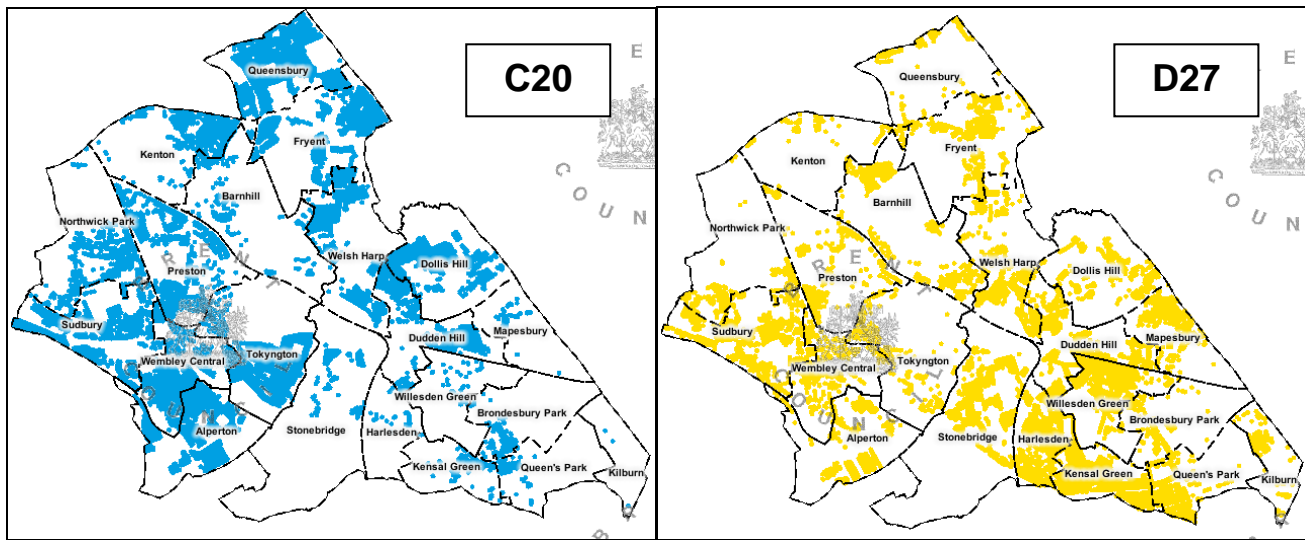 C20
E
Queensbury
Fryent
Kenton
Barnhill
C O U N
Northwick Park
Welsh Harp
Dollis Hill
Preston
B R E N T
Sudbury
Mapesbury
Dudden Hill
Wembley Central
Tokyngton
Willesden Green
C O U N C I L
Brondesbury Park
Alperton
Stonebridge
Harlesden
Kensal Green
Queen's Park
Kilburn
B R
D27
E
Queensbury
Fryent
Kenton
Barnhill
C O U N
Northwick Park
Welsh Harp
Dollis Hill
Preston
B R E N T
Sudbury
Mapesbury
Dudden Hill
Wembley Central
Tokyngton
Willesden Green
C O U N C I L
Brondesbury Park
Alperton
Stonebridge
Harlesden
Kensal Green
Queen's Park
Kilburn